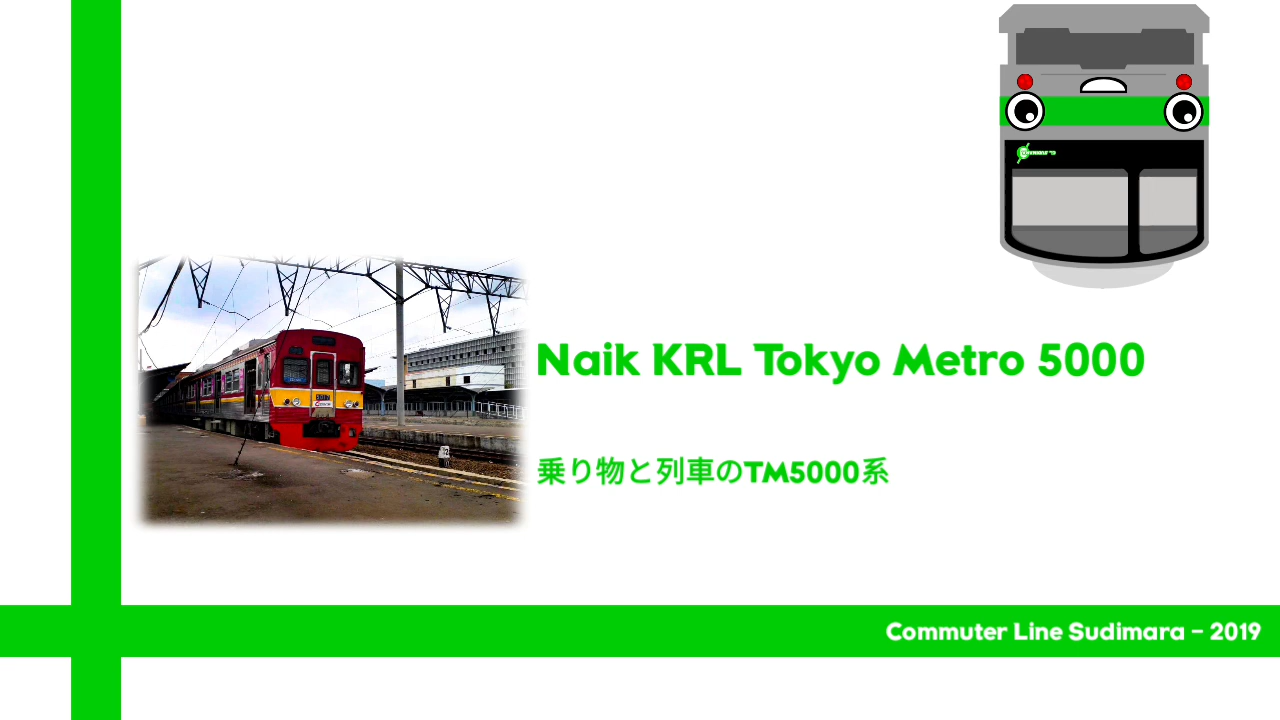 Naik KRL Tokyo Metro 5000
乗り物と列車のTM5000系
Commuter Line Sudimara - 2019